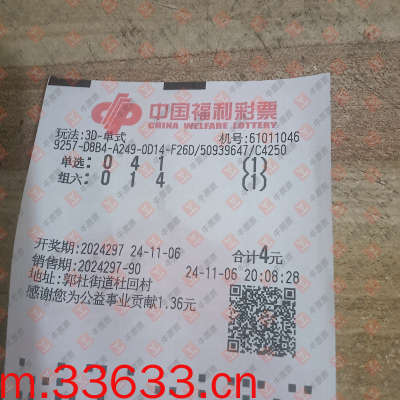 中国福利彩票
CHINA WELFARE LOTTERY
玩法:3D-单式 机号:61011046
9257-D8B4-A249-0D14-F26D/50939647/C4250
单选: 0 4 1 (1)
组六: 0 1 4 (1)
开奖期:2024297 24-11-06 合计4元
销售期:2024297-90 24-11-06 20:08:28
地址:郭杜街道杜回村
感谢您为公益事业贡献1.36元
m.33633.cn